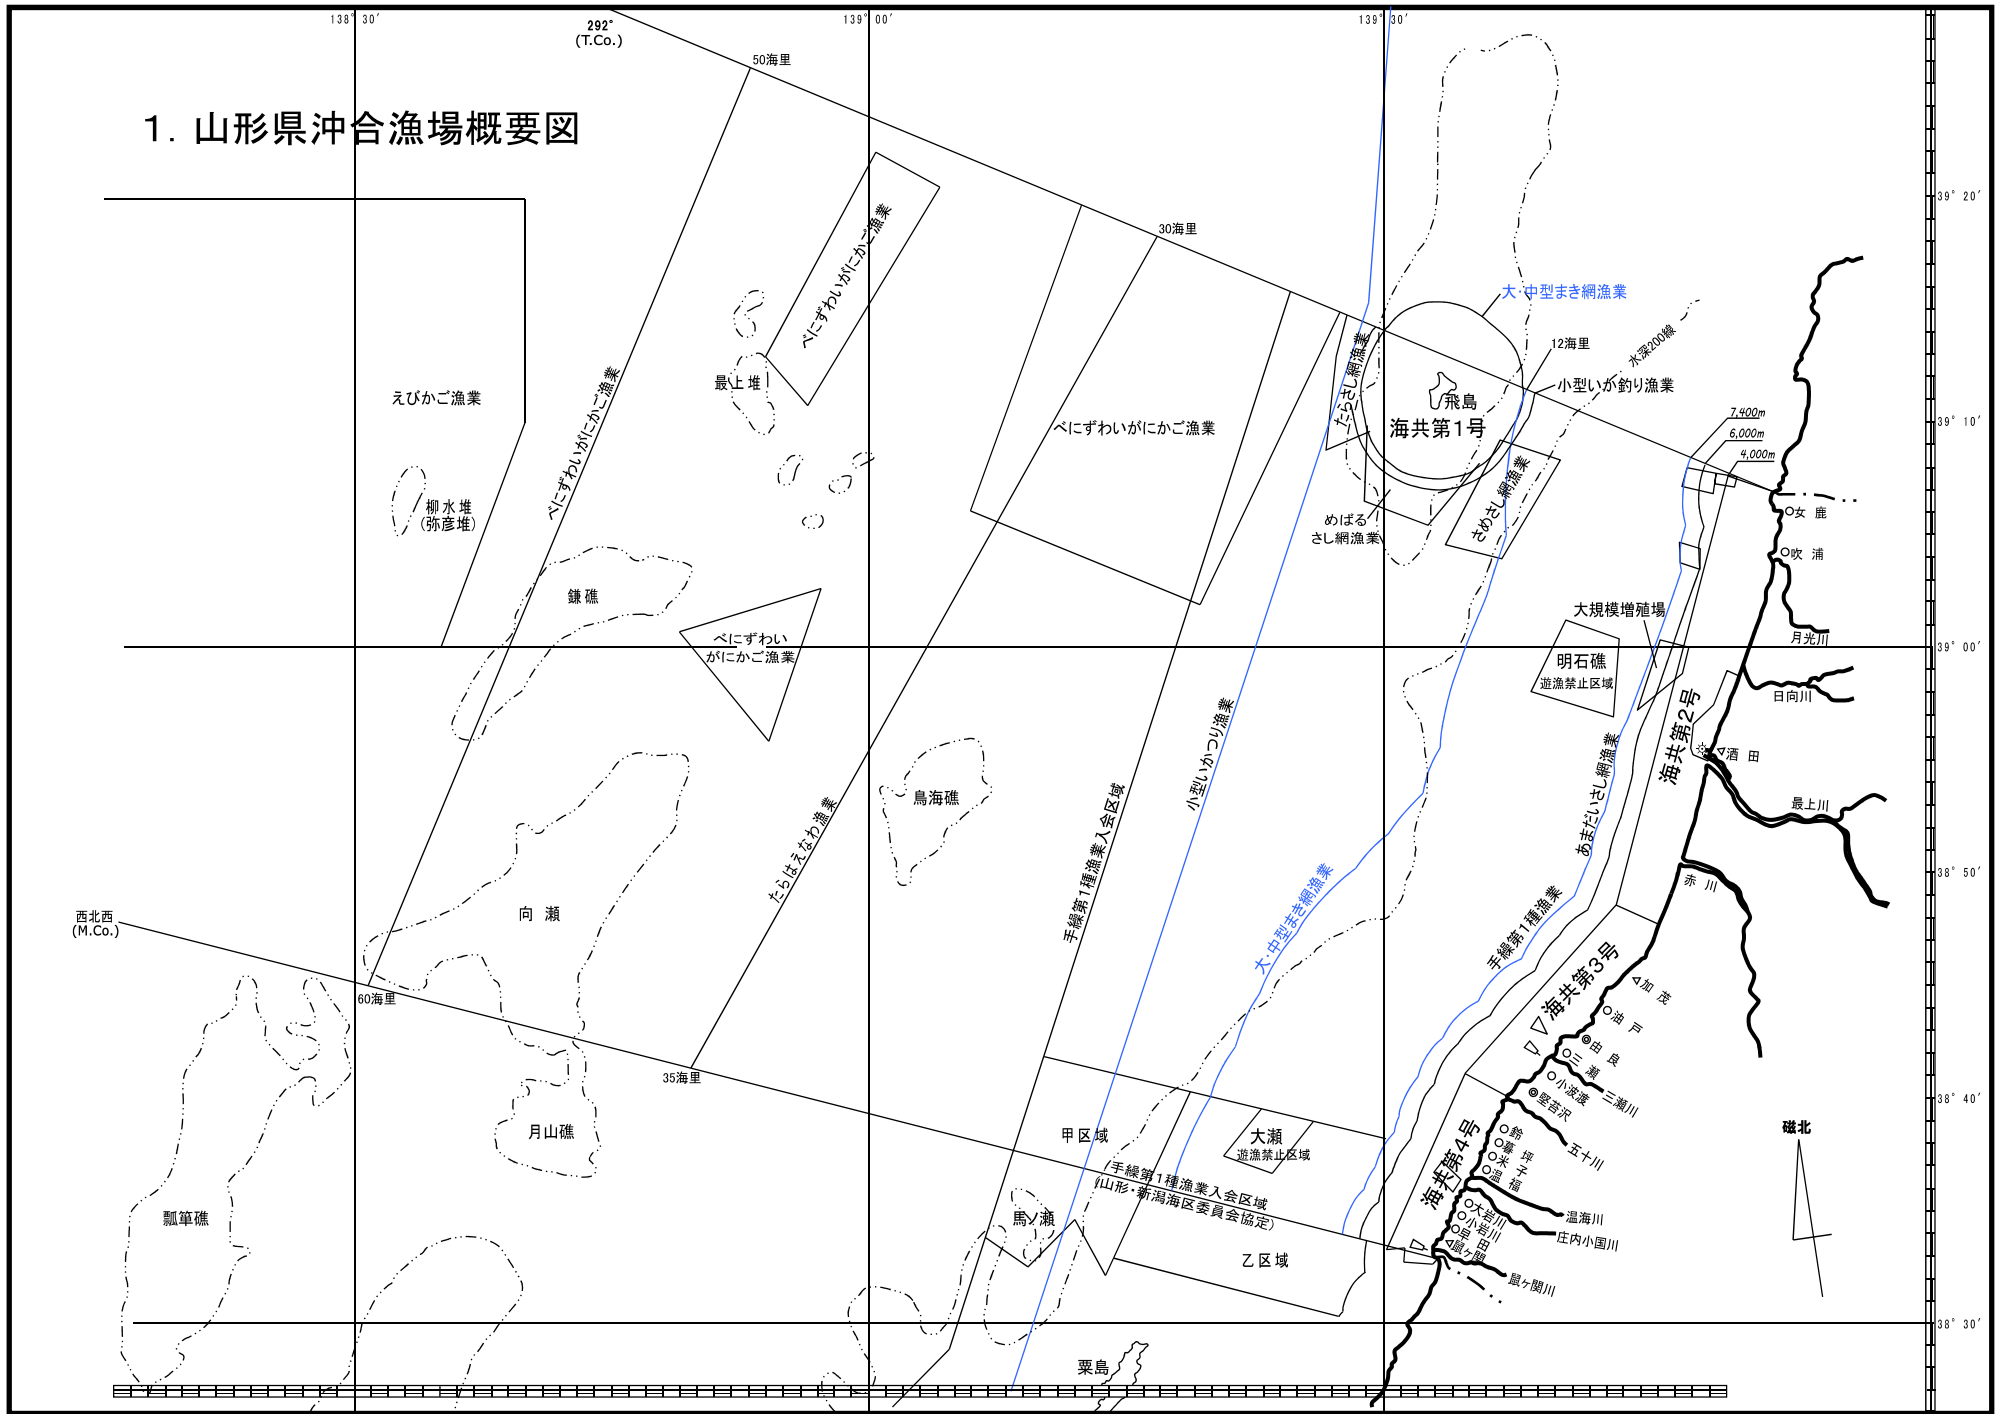 138° 30′
139° 00′
139° 30′
292°
(T.Co.)
50海里
1. 山形県沖合漁場概要図
39° 20′
べにずわいがにかご漁業
30海里
大・中型まき網漁業
水深200線
12海里
小型いか釣り漁業
たらさし網漁業
飛島
海共第1号
最上堆
えびかご漁業
べにずわいがにかご漁業
べにずわいがにかご漁業
7,400m
6,000m
4,000m
39° 10′
柳水堆
(弥彦堆)
めばる
さし網漁業
さめさし網漁業
女鹿
吹浦
鎌礁
大規模増殖場
月光川
べにずわい
がにかご漁業
39° 00′
明石礁
遊漁禁止区域
日向川
海共第2号
酒田
小型いかつり漁業
鳥海礁
あまだいさし網漁業
最上川
たらはえなわ漁業
手繰第1種漁業入会区域
38° 50′
赤川
大・中型まき網漁業
手繰第1種漁業
向瀬
西北西
(M.Co.)
60海里
海共第3号
加茂
油戸
由良
三瀬
小波渡
堅苔沢
三瀬川
35海里
38° 40′
月山礁
甲区域
大瀬
遊漁禁止区域
海共第4号
鈴
暮坪
米子
温福
五十川
磁北
手繰第1種漁業入会区域
(山形・新潟海区委員会協定)
瓢箪礁
馬ノ瀬
大岩川
小岩川
早田
鼠ヶ関
温海川
庄内小国川
鼠ヶ関川
乙区域
38° 30′
粟島